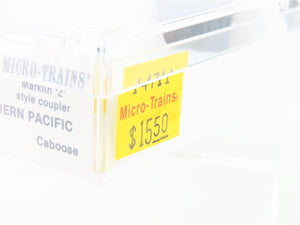 MICRO-TRAINS®
Marklin 'Z'
style coupler
HERN PACIFIC
Caboose
14711
Micro-Trains®
$1550